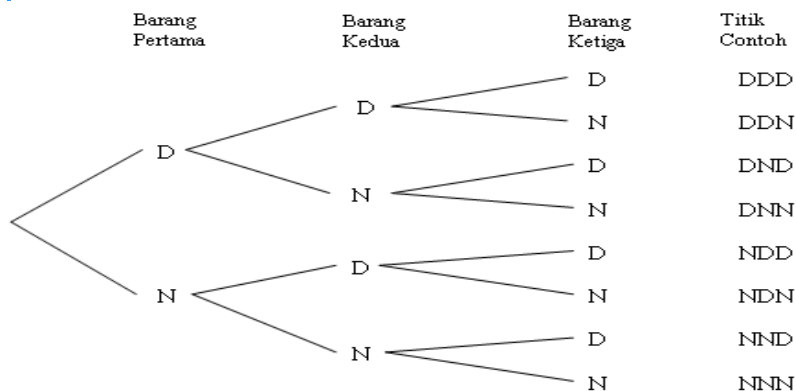 Barang Pertama
Barang Kedua
Barang Ketiga
Titik Contoh
D
DDD
D
N
DDN
D
D
DND
N
N
DNN
D
NDD
D
N
N
NDN
D
NND
N
N
NNN